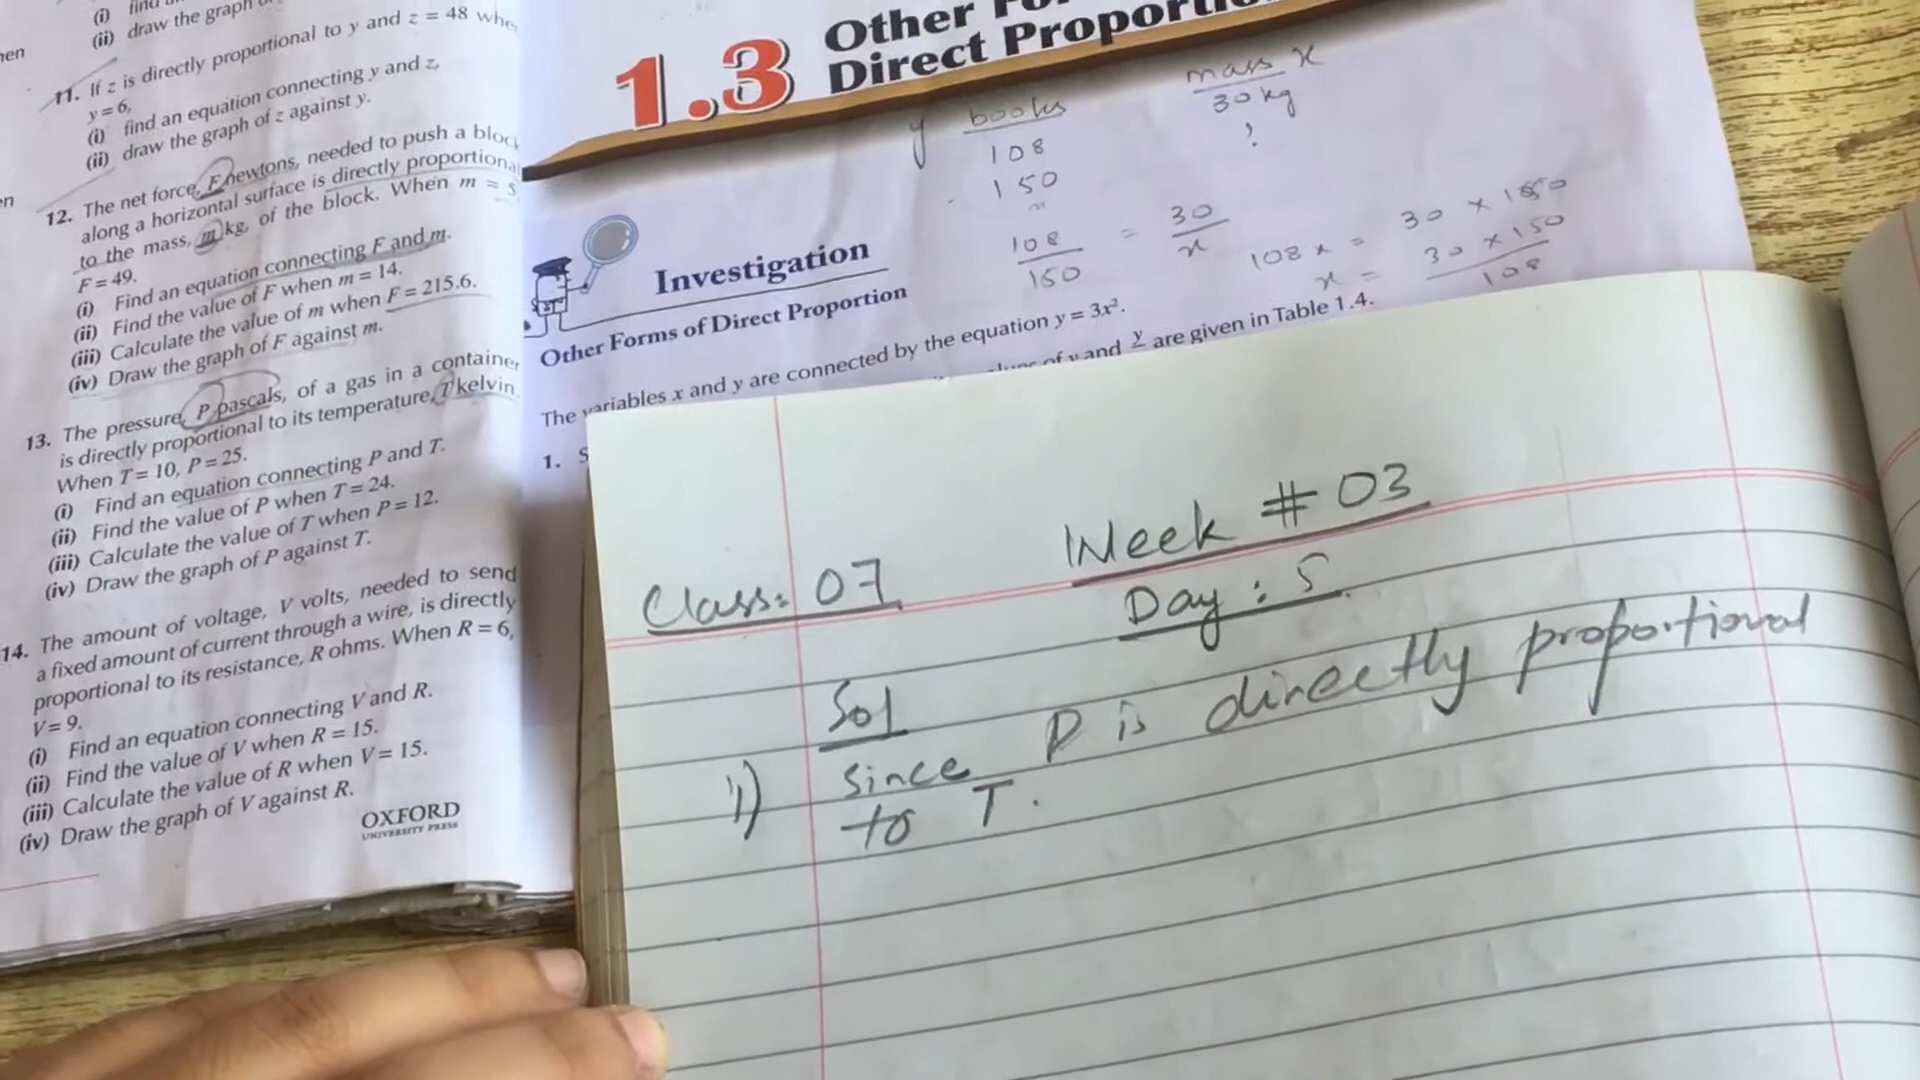 (i)
(ii) draw the graph
11. If z is directly proportional to y and z = 48
y = 6,
(i) find an equation connecting y and z,
(ii) draw the graph of z against y.
12. The net force, F newtons, needed to push a block
along a horizontal surface is directly proportional
to the mass, m kg, of the block. When m = 5
F = 49.
(i) Find an equation connecting F and m.
(ii) Find the value of F when m = 14.
(iii) Calculate the value of m when F = 215.6.
(iv) Draw the graph of F against m.
13. The pressure, P pascals, of a gas in a container
is directly proportional to its temperature, T kelvin.
When T = 10, P = 25.
(i) Find an equation connecting P and T.
(ii) Find the value of P when T = 24.
(iii) Calculate the value of T when P = 12.
(iv) Draw the graph of P against T.
14. The amount of voltage, V volts, needed to send
a fixed amount of current through a wire, is directly
proportional to its resistance, R ohms. When R = 6,
V = 9.
(i) Find an equation connecting V and R.
(ii) Find the value of V when R = 15.
(iii) Calculate the value of R when V = 15.
(iv) Draw the graph of V against R.
OXFORD
UNIVERSITY PRESS
1.3
Other
Direct
y books mass x
108 30 kg
150 ?
108/150 = 30/x
108x = 30 × 150
x = 30 × 150 / 108
Investigation
Other Forms of Direct Proportion
The variables x and y are connected by the equation y = 3x².
of y and y are given in Table 1.4.
1.
Week # 03
Class: 07
Day: 5
Sol
i) Since P is directly proportional
to T.